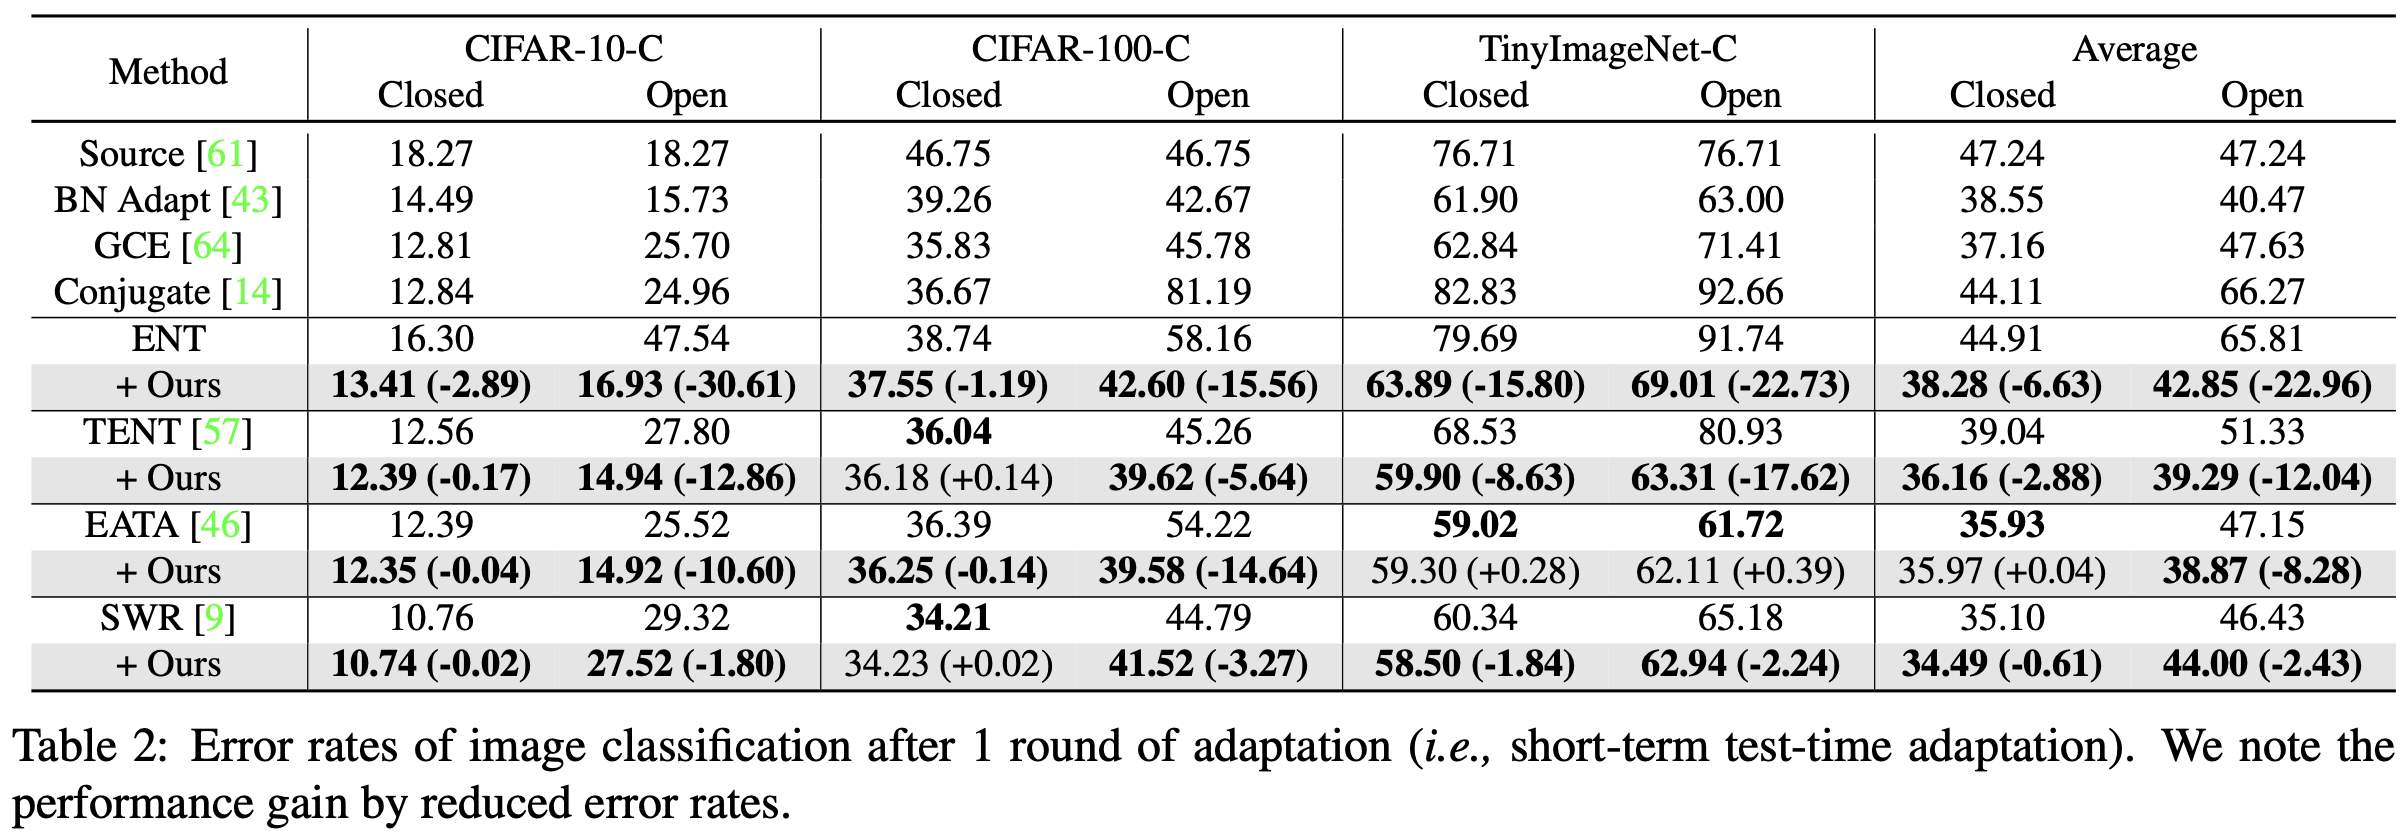 Method CIFAR-10-C CIFAR-100-C TinyImageNet-C Average
Closed Open Closed Open Closed Open Closed Open
Source [61] 18.27 18.27 46.75 46.75 76.71 76.71 47.24 47.24
BN Adapt [43] 14.49 15.73 39.26 42.67 61.90 63.00 38.55 40.47
GCE [64] 12.81 25.70 35.83 45.78 62.84 71.41 37.16 47.63
Conjugate [14] 12.84 24.96 36.67 81.19 82.83 92.66 44.11 66.27
ENT 16.30 47.54 38.74 58.16 79.69 91.74 44.91 65.81
+ Ours 13.41 (-2.89) 16.93 (-30.61) 37.55 (-1.19) 42.60 (-15.56) 63.89 (-15.80) 69.01 (-22.73) 38.28 (-6.63) 42.85 (-22.96)
TENT [57] 12.56 27.80 36.04 45.26 68.53 80.93 39.04 51.33
+ Ours 12.39 (-0.17) 14.94 (-12.86) 36.18 (+0.14) 39.62 (-5.64) 59.90 (-8.63) 63.31 (-17.62) 36.16 (-2.88) 39.29 (-12.04)
EATA [46] 12.39 25.52 36.39 54.22 59.02 61.72 35.93 47.15
+ Ours 12.35 (-0.04) 14.92 (-10.60) 36.25 (-0.14) 39.58 (-14.64) 59.30 (+0.28) 62.11 (+0.39) 35.97 (+0.04) 38.87 (-8.28)
SWR [9] 10.76 29.32 34.21 44.79 60.34 65.18 35.10 46.43
+ Ours 10.74 (-0.02) 27.52 (-1.80) 34.23 (+0.02) 41.52 (-3.27) 58.50 (-1.84) 62.94 (-2.24) 34.49 (-0.61) 44.00 (-2.43)
Table 2: Error rates of image classification after 1 round of adaptation (i.e., short-term test-time adaptation). We note the
performance gain by reduced error rates.